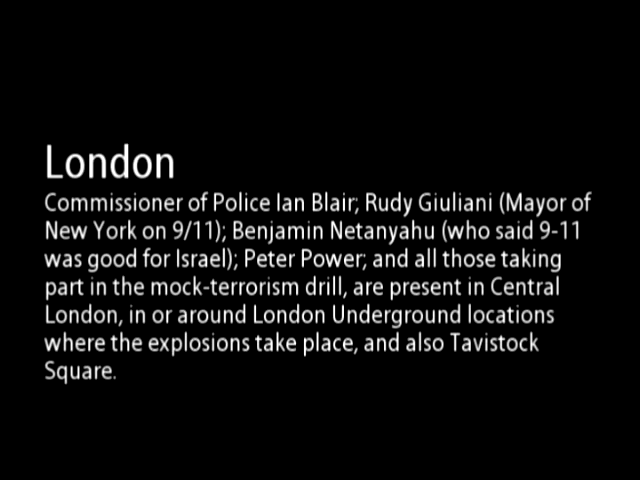 London
Commissioner of Police Ian Blair; Rudy Giuliani (Mayor of
New York on 9/11); Benjamin Netanyahu (who said 9-11
was good for Israel); Peter Power; and all those taking
part in the mock-terrorism drill, are present in Central
London, in or around London Underground locations
where the explosions take place, and also Tavistock
Square.